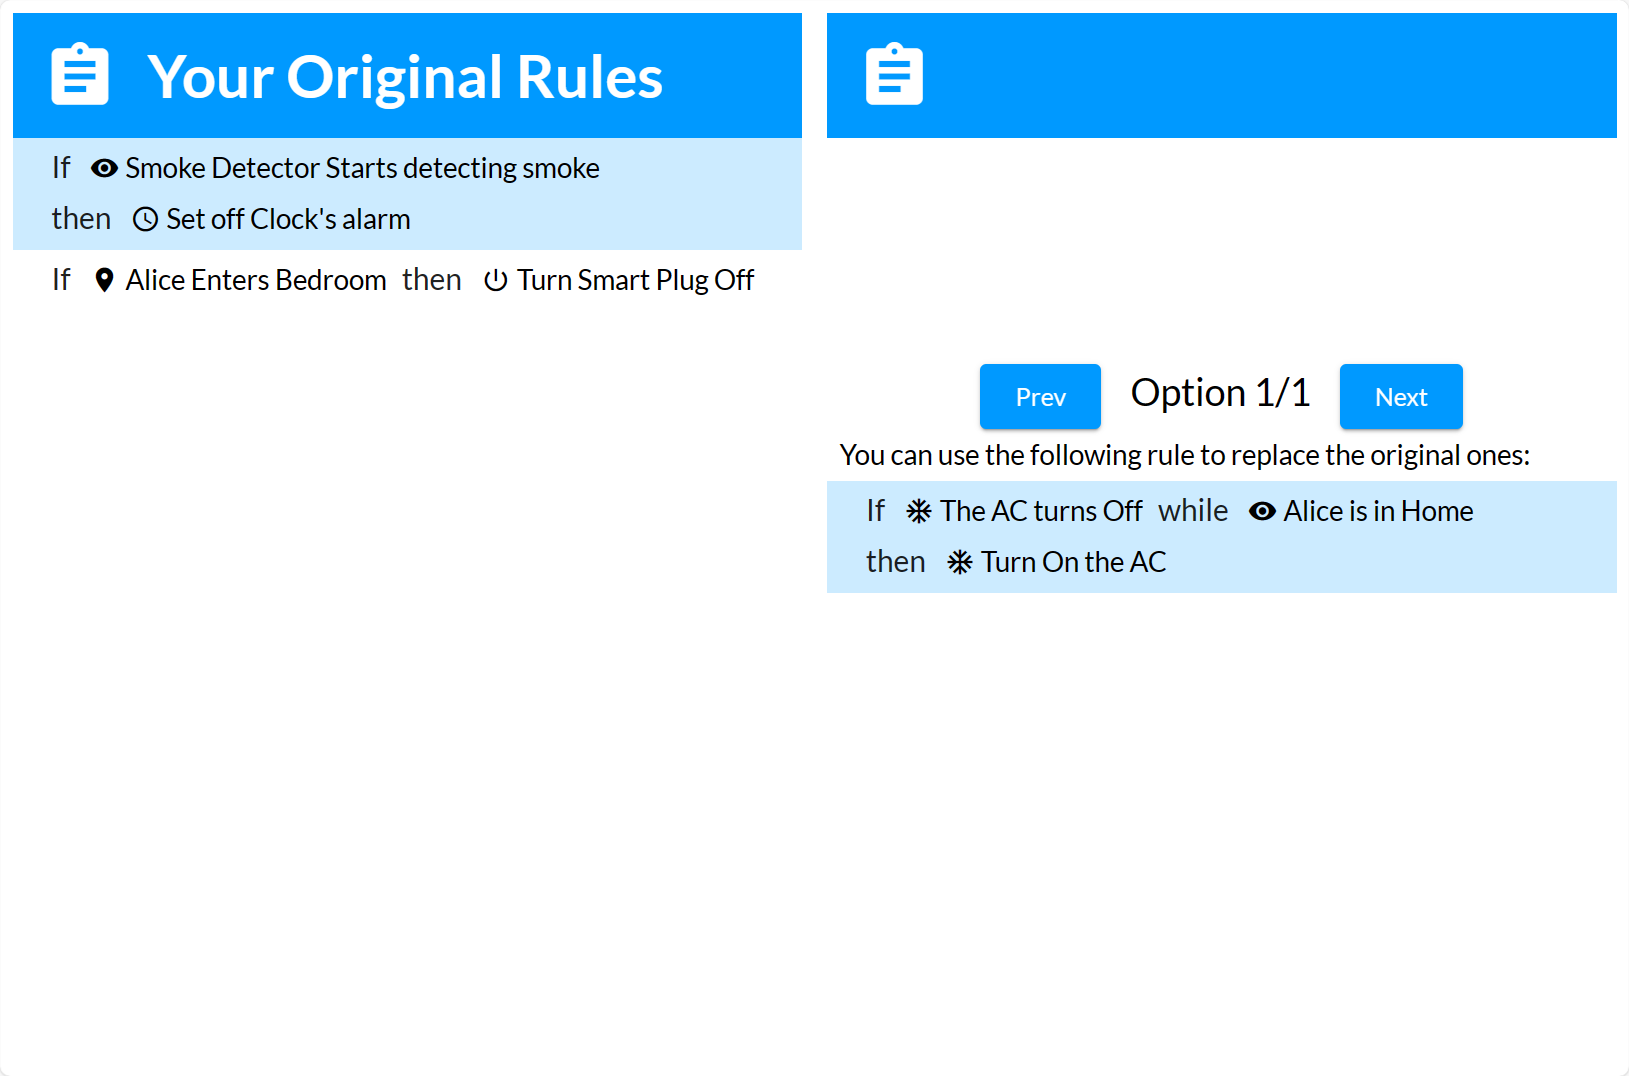 Your Original Rules
If Smoke Detector Starts detecting smoke
then Set off Clock's alarm
If Alice Enters Bedroom then Turn Smart Plug Off
Prev Option 1/1 Next
You can use the following rule to replace the original ones:
If The AC turns Off while Alice is in Home
then Turn On the AC